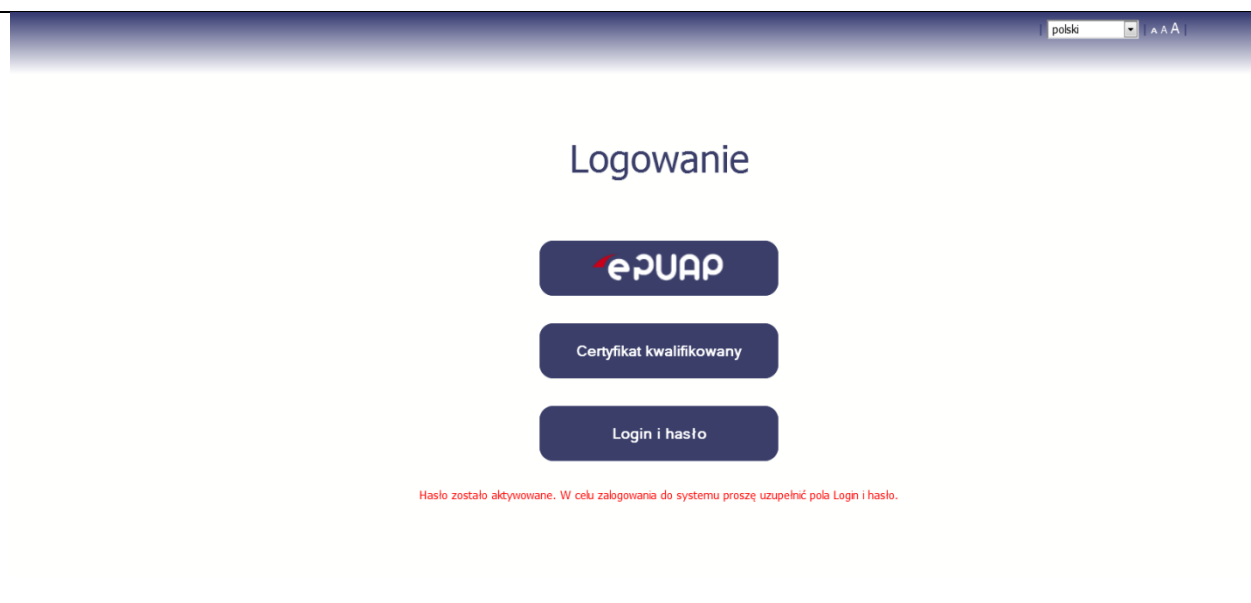 | polski | A A A |
Logowanie
ePUAP
Certyfikat kwalifikowany
Login i hasło
Hasło zostało aktywowane. W celu zalogowania do systemu proszę uzupełnić pola Login i hasło.